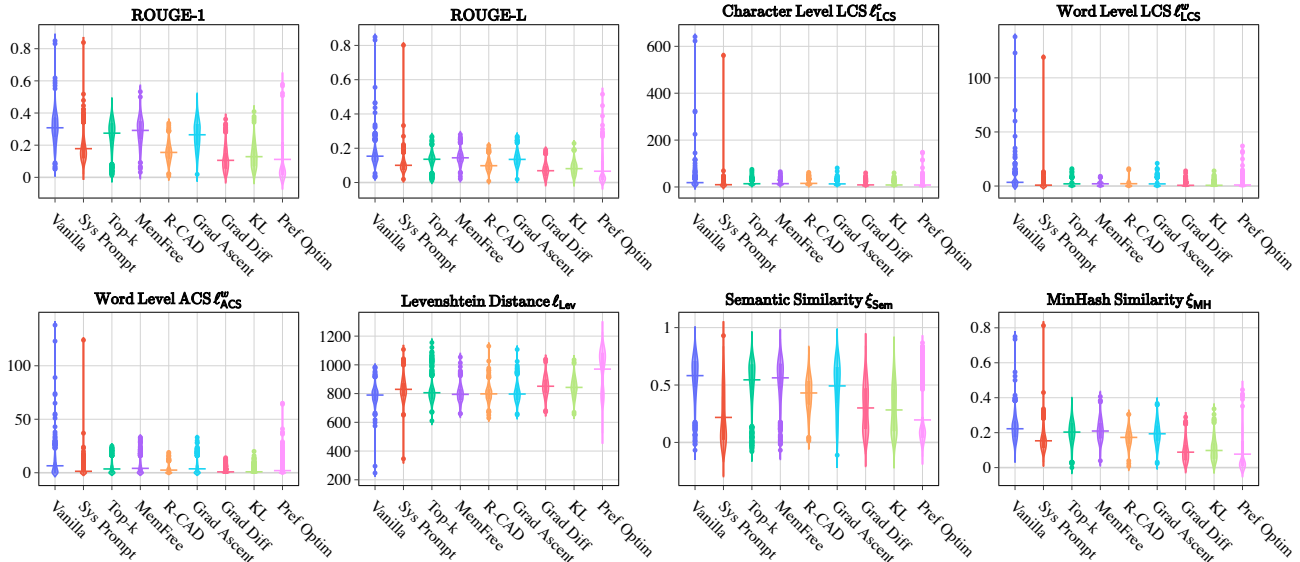 ROUGE-1
0.8
0.6
0.4
0.2
0
Vanilla
Sys Prompt
Top-k
MemFree
R-CAD
Grad Ascent
Grad Diff
KL
Pref Optim
ROUGE-L
0.8
0.6
0.4
0.2
0
Vanilla
Sys Prompt
Top-k
MemFree
R-CAD
Grad Ascent
Grad Diff
KL
Pref Optim
Character Level LCS ℓ^c_LCS
600
400
200
0
Vanilla
Sys Prompt
Top-k
MemFree
R-CAD
Grad Ascent
Grad Diff
KL
Pref Optim
Word Level LCS ℓ^w_LCS
100
50
0
Vanilla
Sys Prompt
Top-k
MemFree
R-CAD
Grad Ascent
Grad Diff
KL
Pref Optim
Word Level ACS ℓ^w_ACS
100
50
0
Vanilla
Sys Prompt
Top-k
MemFree
R-CAD
Grad Ascent
Grad Diff
KL
Pref Optim
Levenshtein Distance ℓ_Lev
1200
1000
800
600
400
200
Vanilla
Sys Prompt
Top-k
MemFree
R-CAD
Grad Ascent
Grad Diff
KL
Pref Optim
Semantic Similarity ξ_Sem
1
0.5
0
Vanilla
Sys Prompt
Top-k
MemFree
R-CAD
Grad Ascent
Grad Diff
KL
Pref Optim
MinHash Similarity ξ_MH
0.8
0.6
0.4
0.2
0
Vanilla
Sys Prompt
Top-k
MemFree
R-CAD
Grad Ascent
Grad Diff
KL
Pref Optim